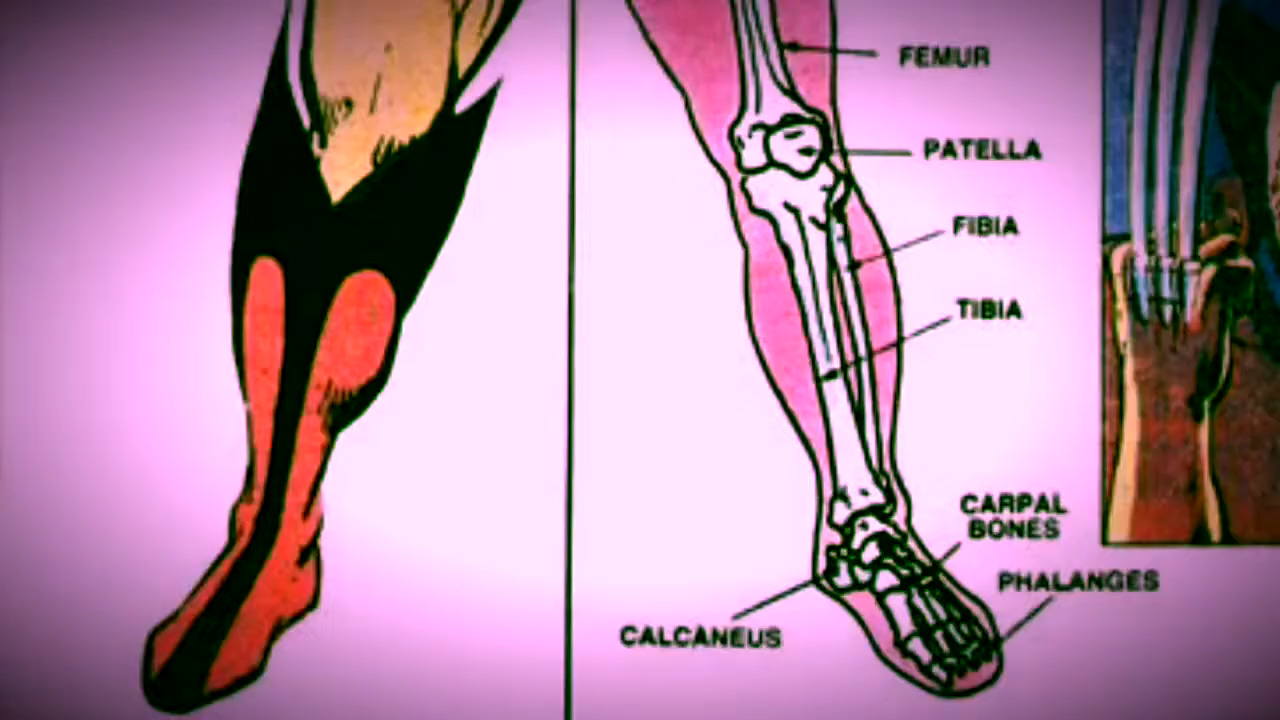 FEMUR
PATELLA
FIBIA
TIBIA
CARPAL
BONES
PHALANGES
CALCANEUS